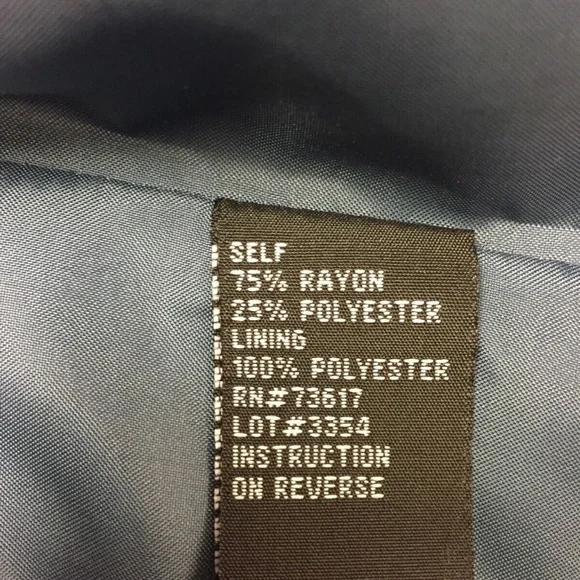 SELF
75% RAYON
25% POLYESTER
LINING
100% POLYESTER
RN#73617
LOT#3354
INSTRUCTION
ON REVERSE